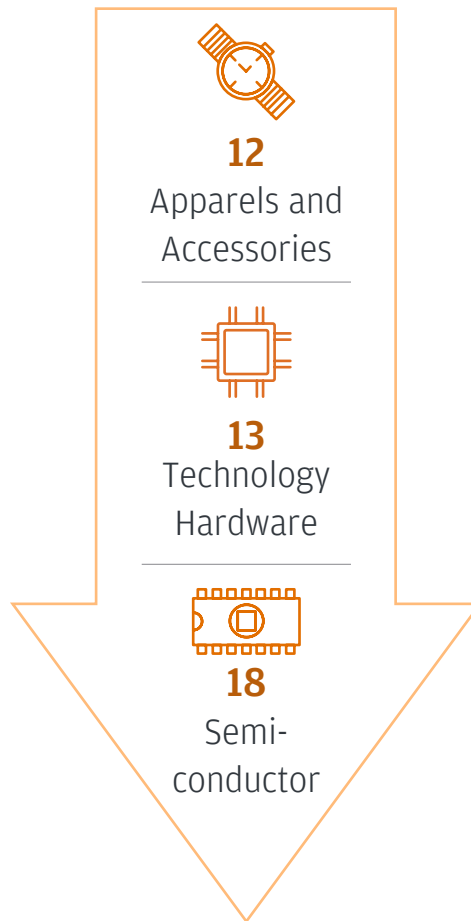 12
Apparels and
Accessories
13
Technology
Hardware
18
Semi-
conductor